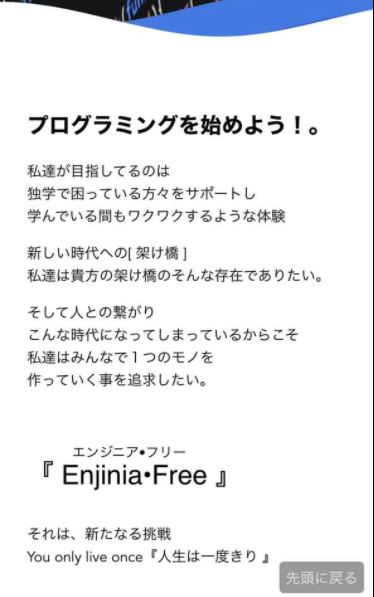 プログラミングを始めよう！。
私達が目指してるのは
独学で困っている方々をサポートし
学んでいる間もワクワクするような体験
新しい時代への[ 架け橋 ]
私達は貴方の架け橋のそんな存在でありたい。
そして人との繋がり
こんな時代になってしまっているからこそ
私達はみんなで１つのモノを
作っていく事を追求したい。
エンジニア•フリー
『 Enjinia•Free 』
それは、新たなる挑戦
You only live once『人生は一度きり 』
先頭に戻る